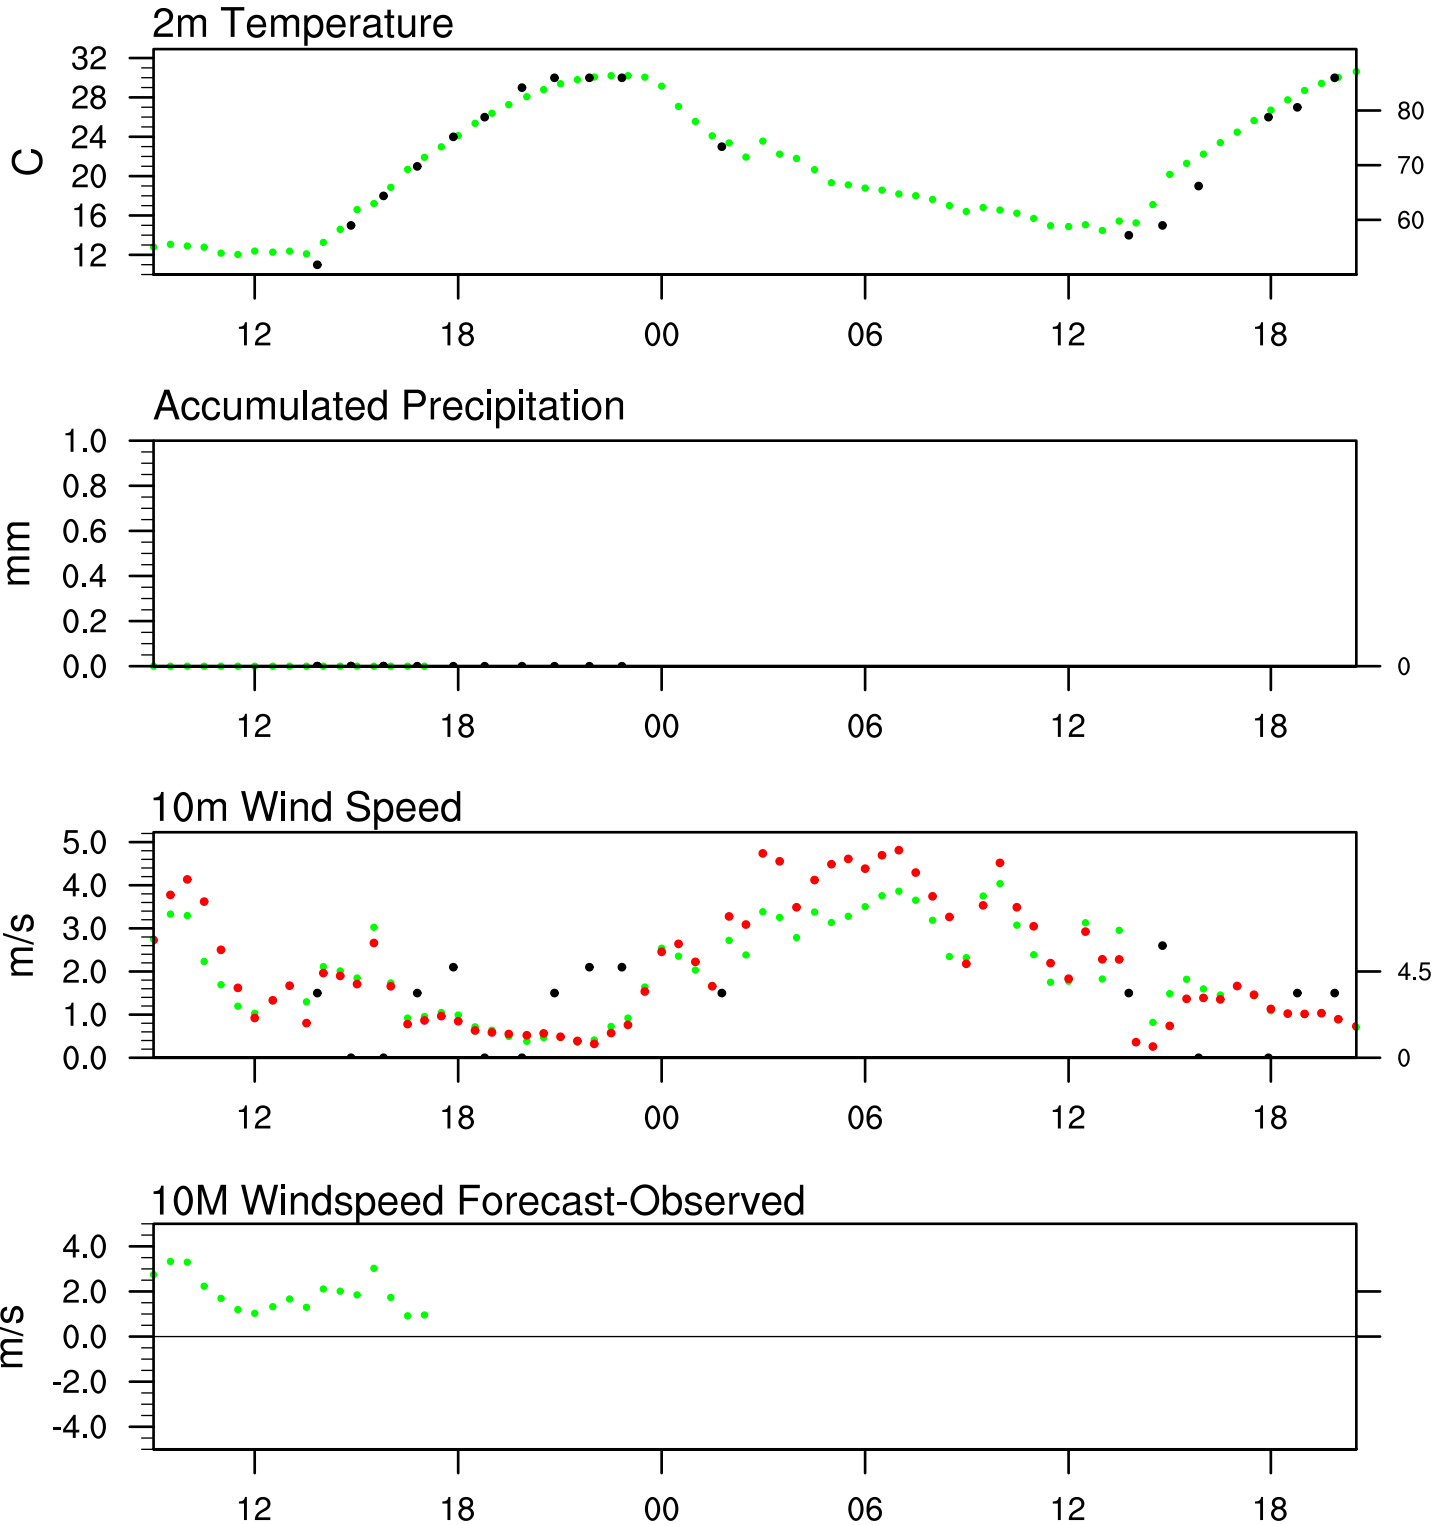 2m Temperature
32
28
24
20
16
12
C
80
70
60
12 18 00 06 12 18
Accumulated Precipitation
1.0
0.8
0.6
0.4
0.2
0.0
mm
0
12 18 00 06 12 18
10m Wind Speed
5.0
4.0
3.0
2.0
1.0
0.0
m/s
4.5
0
12 18 00 06 12 18
10M Windspeed Forecast-Observed
4.0
2.0
0.0
-2.0
-4.0
m/s
12 18 00 06 12 18